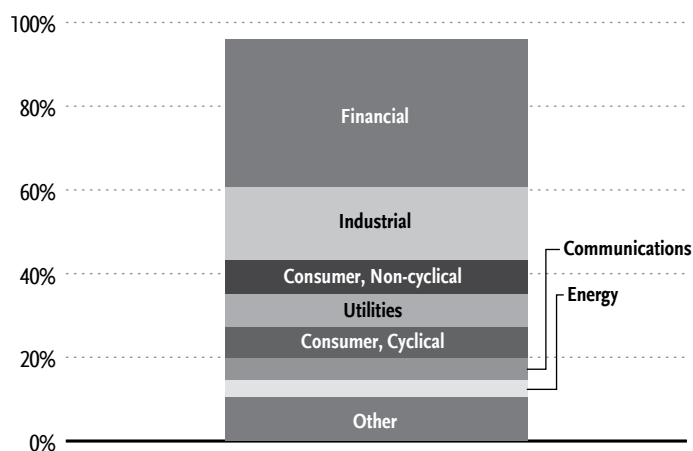 100%
80%
60%
40%
20%
0%
Financial
Industrial
Consumer, Non-cyclical
Utilities
Consumer, Cyclical
Other
Communications
Energy